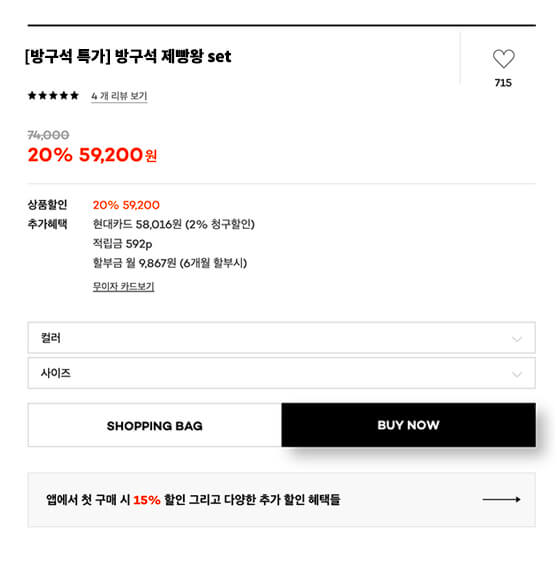 [방구석 특가] 방구석 제빵왕 set
715
★★★★★ 4 개 리뷰 보기
74,000
20% 59,200원
상품할인 20% 59,200
추가혜택 현대카드 58,016원 (2% 청구할인)
적립금 592p
할부금 월 9,867원 (6개월 할부시)
무이자 카드보기
컬러
사이즈
SHOPPING BAG BUY NOW
앱에서 첫 구매 시 15% 할인 그리고 다양한 추가 할인 혜택들